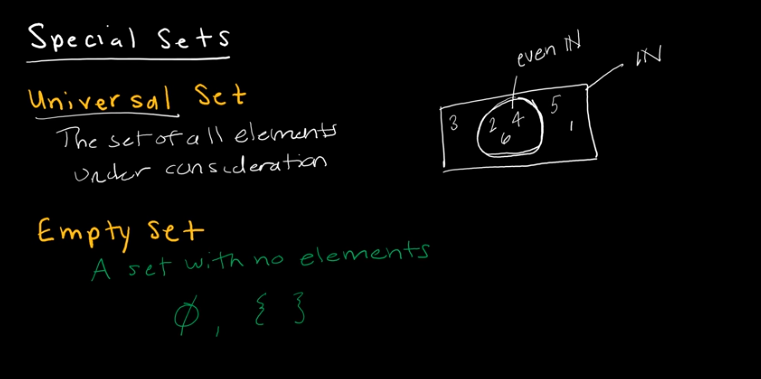 Special Sets
even ℕ
ℕ
3 2 4 6 5 1
Universal Set
The set of all elements
under consideration
Empty Set
A set with no elements
∅, { }